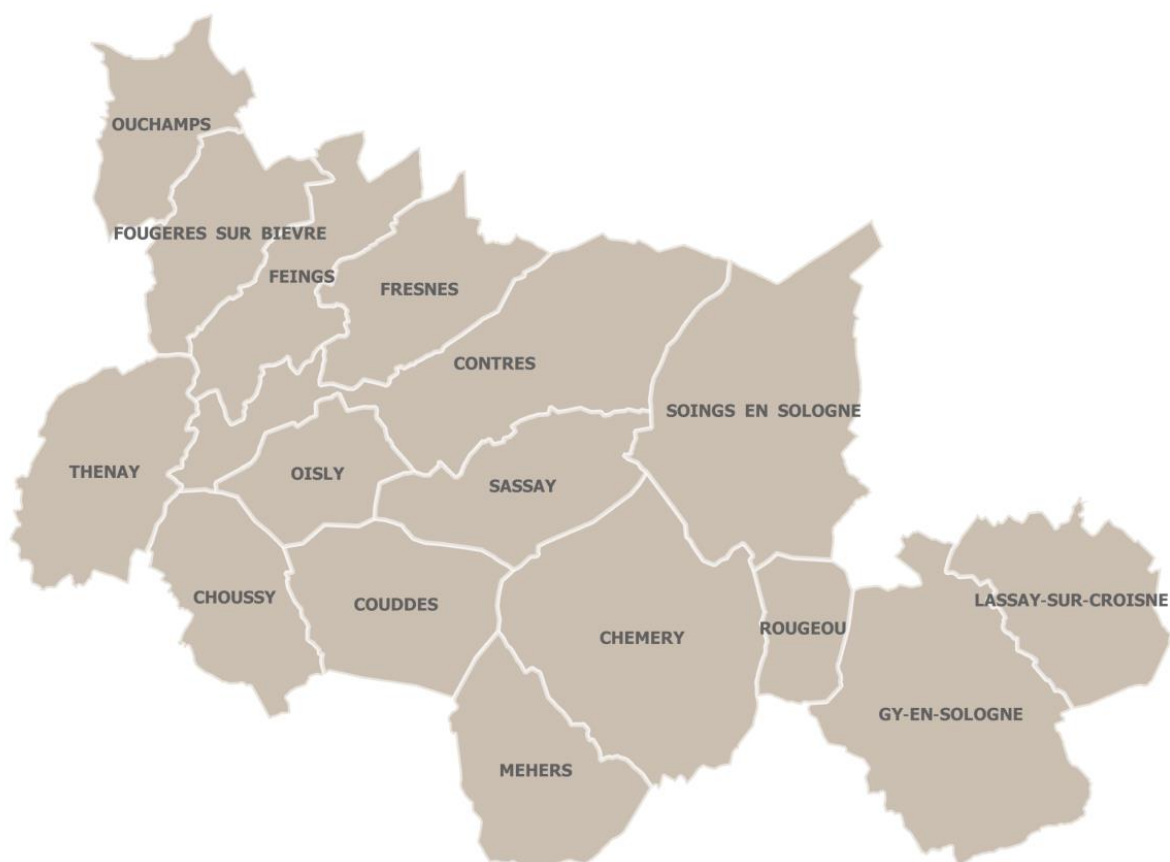 OUCHAMPS
FOUGERES SUR BIEVRE
FEINGS
FRESNES
CONTRES
SOINGS EN SOLOGNE
THENAY
OISLY
SASSAY
CHOUSSY
COUDDES
LASSAY-SUR-CROISNE
ROUGEOU
CHEMERY
GY-EN-SOLOGNE
MEHERS